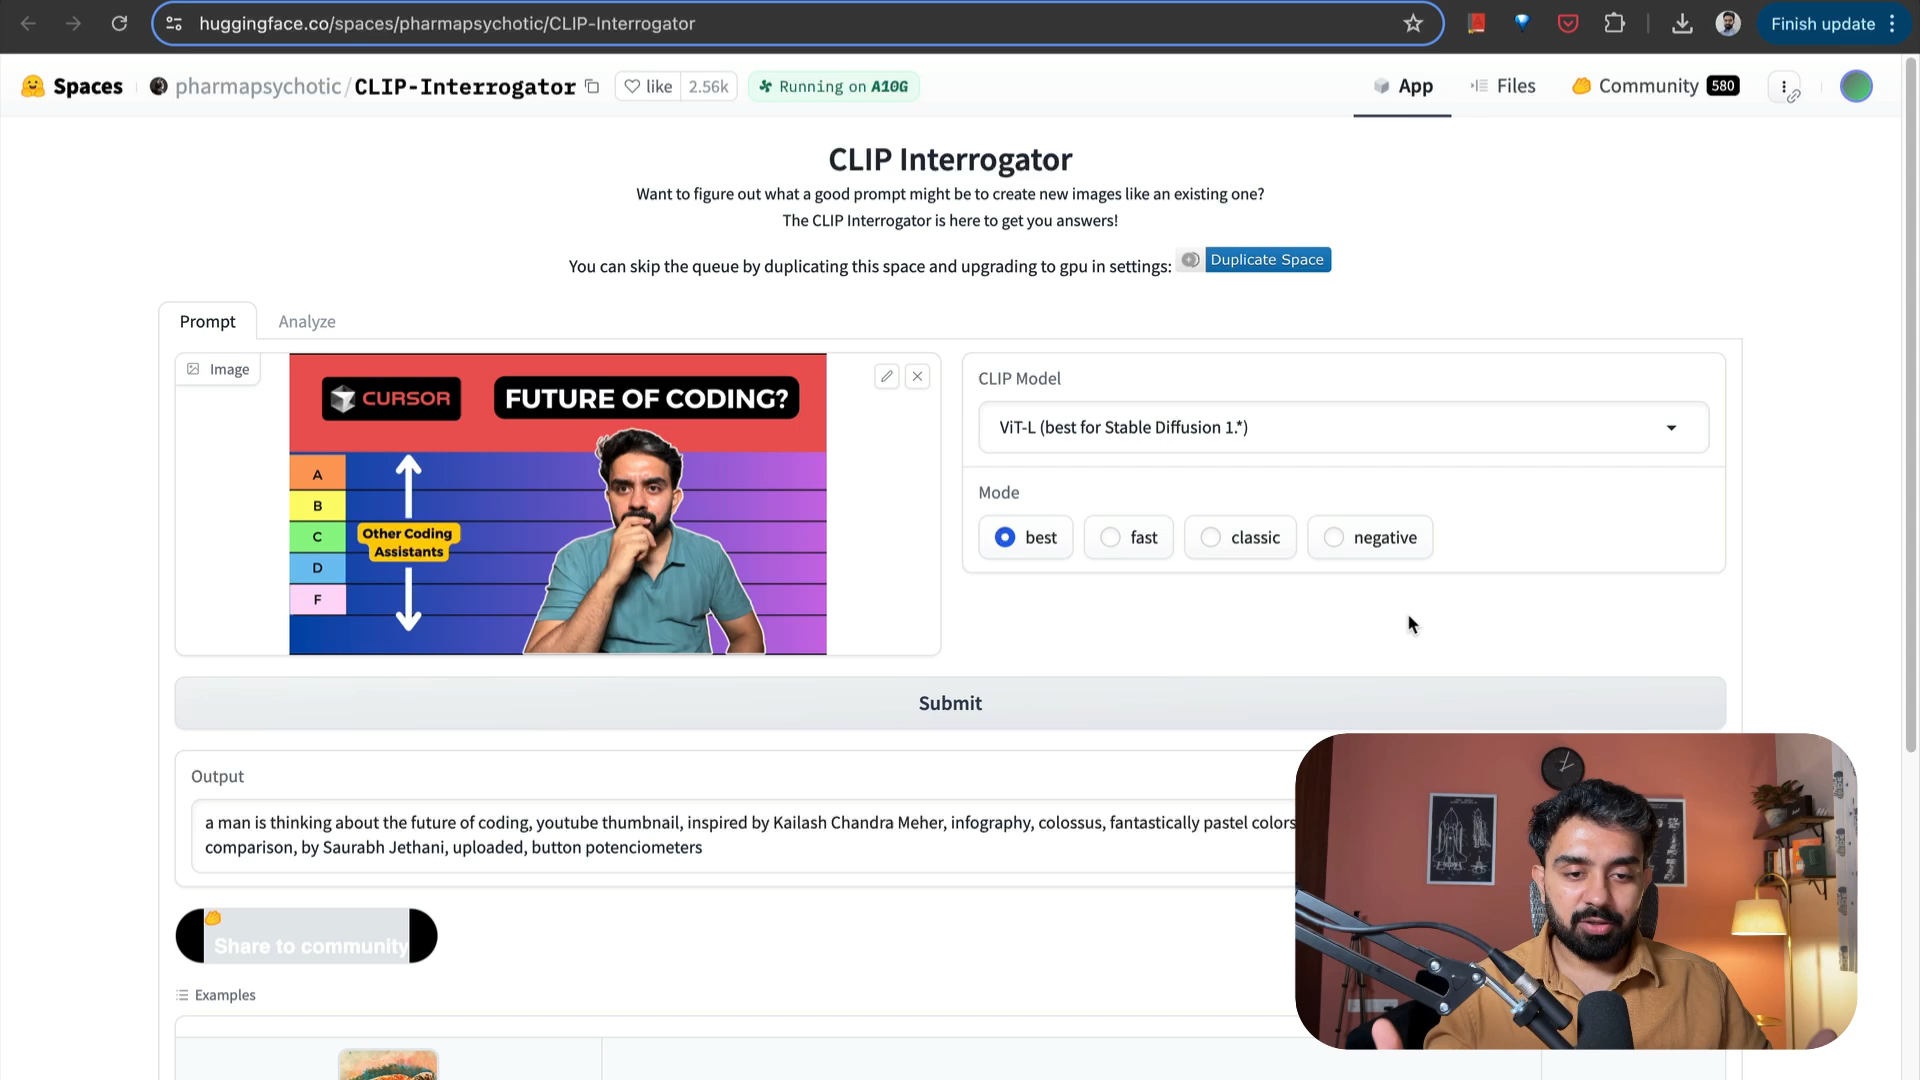 huggingface.co/spaces/pharmapsychotic/CLIP-Interrogator
Finish update
Spaces
pharmapsychotic/CLIP-Interrogator
like
2.56k
Running on A10G
App
Files
Community 580
CLIP Interrogator
Want to figure out what a good prompt might be to create new images like an existing one?
The CLIP Interrogator is here to get you answers!
You can skip the queue by duplicating this space and upgrading to gpu in settings:
Duplicate Space
Prompt
Analyze
Image
CURSOR
FUTURE OF CODING?
A
B
C
D
F
Other Coding
Assistants
CLIP Model
ViT-L (best for Stable Diffusion 1.*)
Mode
best
fast
classic
negative
Submit
Output
a man is thinking about the future of coding, youtube thumbnail, inspired by Kailash Chandra Meher, infography, colossus, fantastically pastel colors
comparison, by Saurabh Jethani, uploaded, button potenciometers
Share to community
Examples